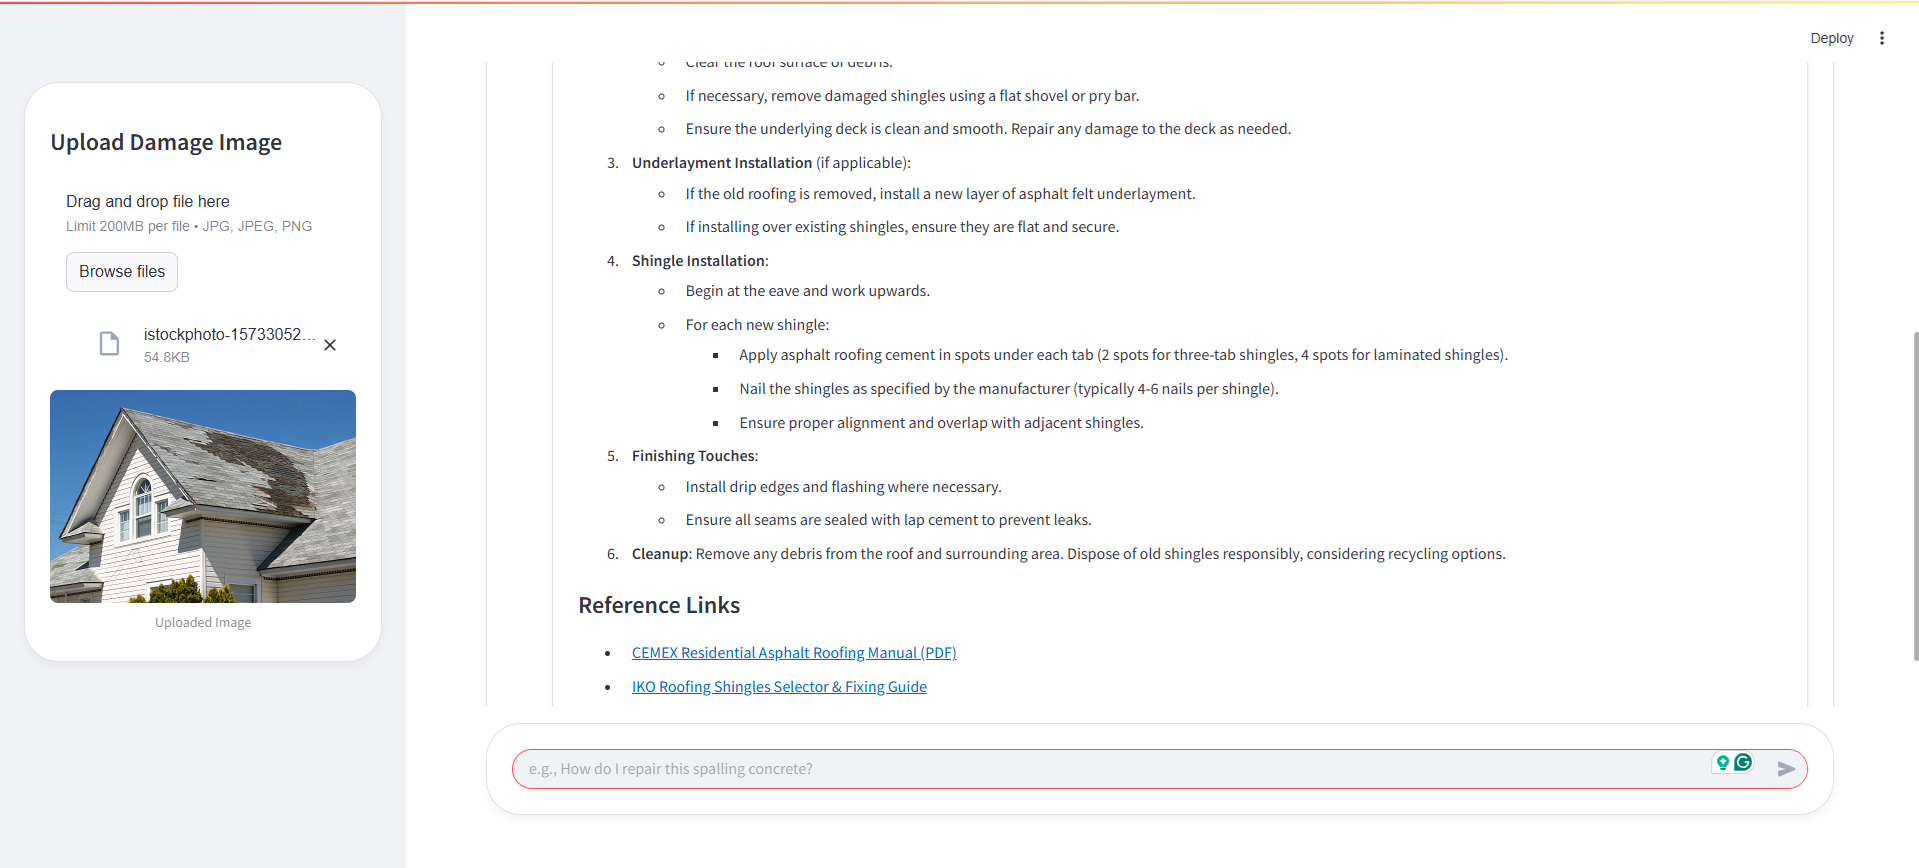 Deploy
Upload Damage Image
Drag and drop file here
Limit 200MB per file • JPG, JPEG, PNG
Browse files
istockphoto-15733052...
54.8KB
Uploaded Image
Clear the roof surface of debris.
If necessary, remove damaged shingles using a flat shovel or pry bar.
Ensure the underlying deck is clean and smooth. Repair any damage to the deck as needed.
3. Underlayment Installation (if applicable):
If the old roofing is removed, install a new layer of asphalt felt underlayment.
If installing over existing shingles, ensure they are flat and secure.
4. Shingle Installation:
Begin at the eave and work upwards.
For each new shingle:
Apply asphalt roofing cement in spots under each tab (2 spots for three-tab shingles, 4 spots for laminated shingles).
Nail the shingles as specified by the manufacturer (typically 4-6 nails per shingle).
Ensure proper alignment and overlap with adjacent shingles.
5. Finishing Touches:
Install drip edges and flashing where necessary.
Ensure all seams are sealed with lap cement to prevent leaks.
6. Cleanup: Remove any debris from the roof and surrounding area. Dispose of old shingles responsibly, considering recycling options.
Reference Links
CEMEX Residential Asphalt Roofing Manual (PDF)
IKO Roofing Shingles Selector & Fixing Guide
e.g., How do I repair this spalling concrete?